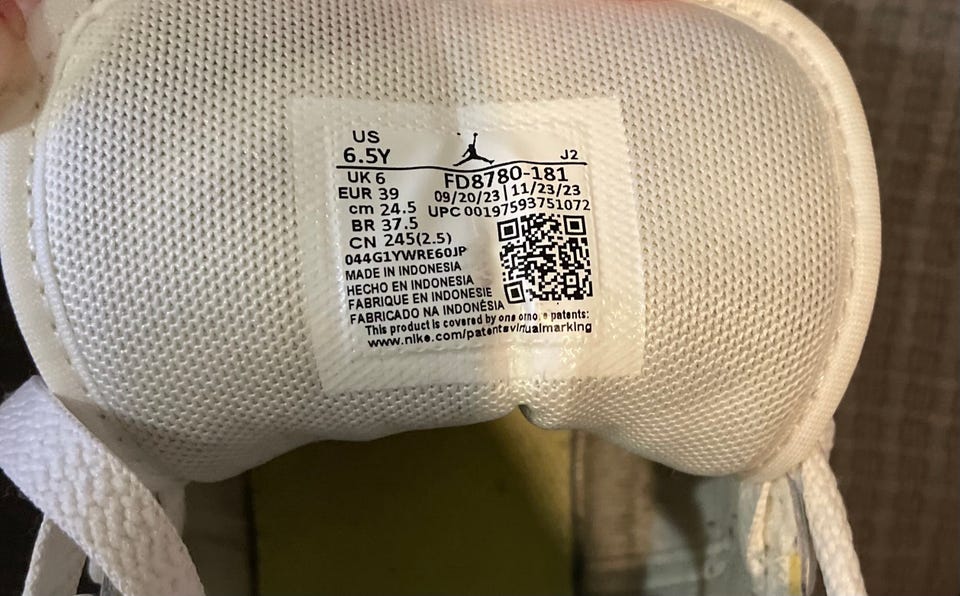 US
6.5Y
J2
UK 6
FD8780-181
EUR 39
09/20/23 | 11/23/23
cm 24.5
UPC 00197593751072
BR 37.5
CN 245(2.5)
044G1YWRE60JP
MADE IN INDONESIA
HECHO EN INDONESIA
FABRIQUE EN INDONESIE
FABRICADO NA INDONÉSIA
This product is covered by one or more patents:
www.nike.com/patentsvirtualmarking